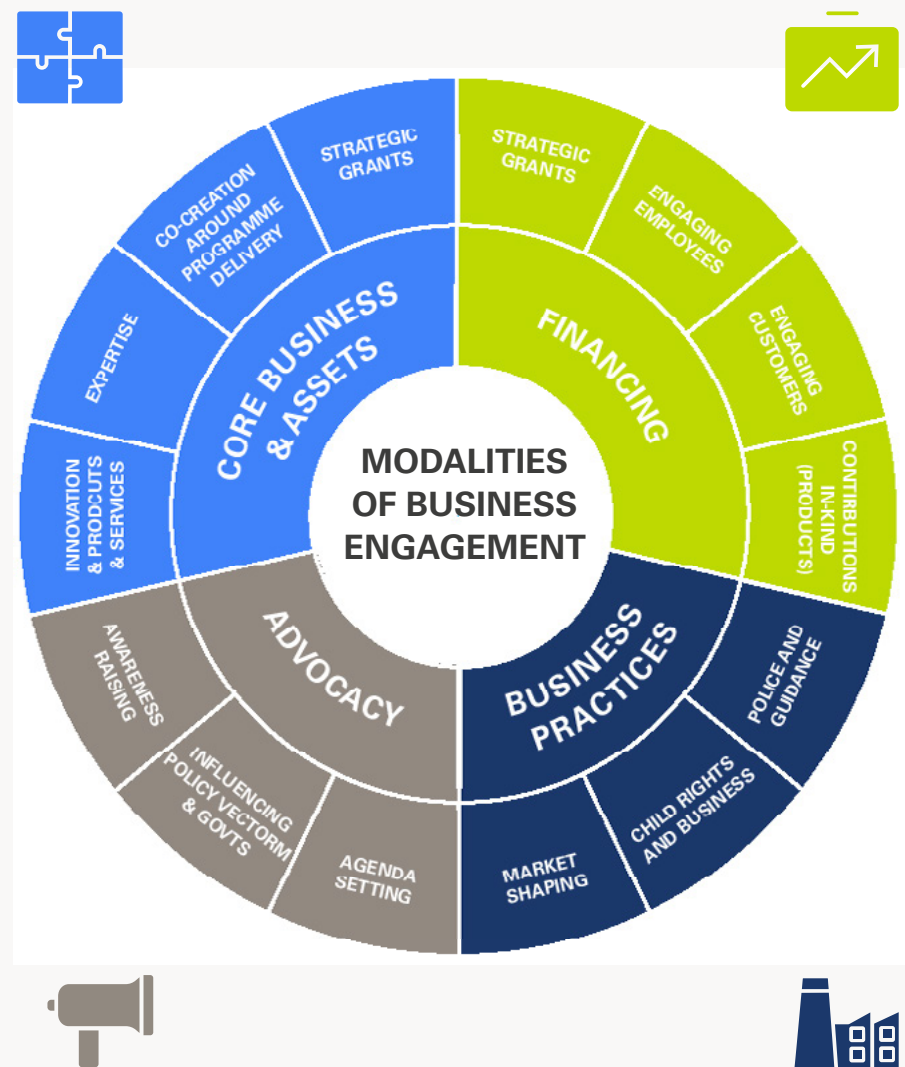 STRATEGIC
GRANTS
CO-CREATION
AROUND
PROGRAMME
DELIVERY
EXPERTISE
INNOVATION
& PRODUCTS
& SERVICES
CORE BUSINESS
& ASSETS
STRATEGIC
GRANTS
ENGAGING
EMPLOYEES
ENGAGING
CUSTOMERS
CONTIRBUTIONS
IN-KIND
(PRODUCTS)
FINANCING
MODALITIES
OF BUSINESS
ENGAGEMENT
ADVOCACY
AWARENESS
RAISING
INFLUENCING
POLICY VECTORM
& GOVTS
AGENDA
SETTING
BUSINESS
PRACTICES
POLICE AND
GUIDANCE
CHILD RIGHTS
AND BUSINESS
MARKET
SHAPING